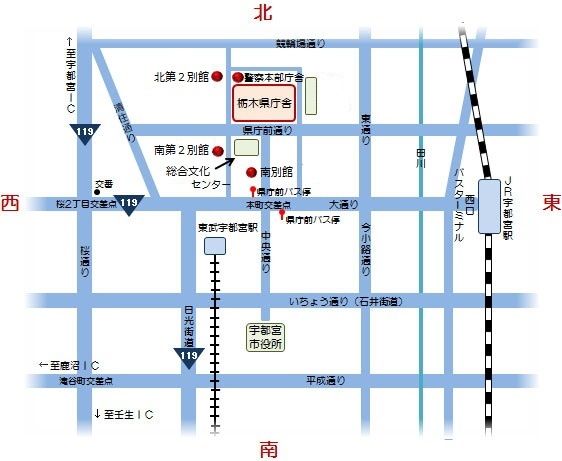 北
競輪場通り
↑至宇都宮ＩＣ
北第２別館
警察本部庁舎
栃木県庁舎
119
清住通り
県庁前通り
東通り
田川
南第２別館
総合文化
センター
南別館
交番
県庁前バス停
西
桜２丁目交差点
119
本町交差点
大通り
県庁前バス停
西口
バスターミナル
ＪＲ宇都宮駅
東
東武宇都宮駅
桜通り
中央通り
今小路通り
いちょう通り（石井街道）
日光街道
宇都宮
市役所
119
←至鹿沼ＩＣ
滝谷町交差点
平成通り
↓至壬生ＩＣ
南